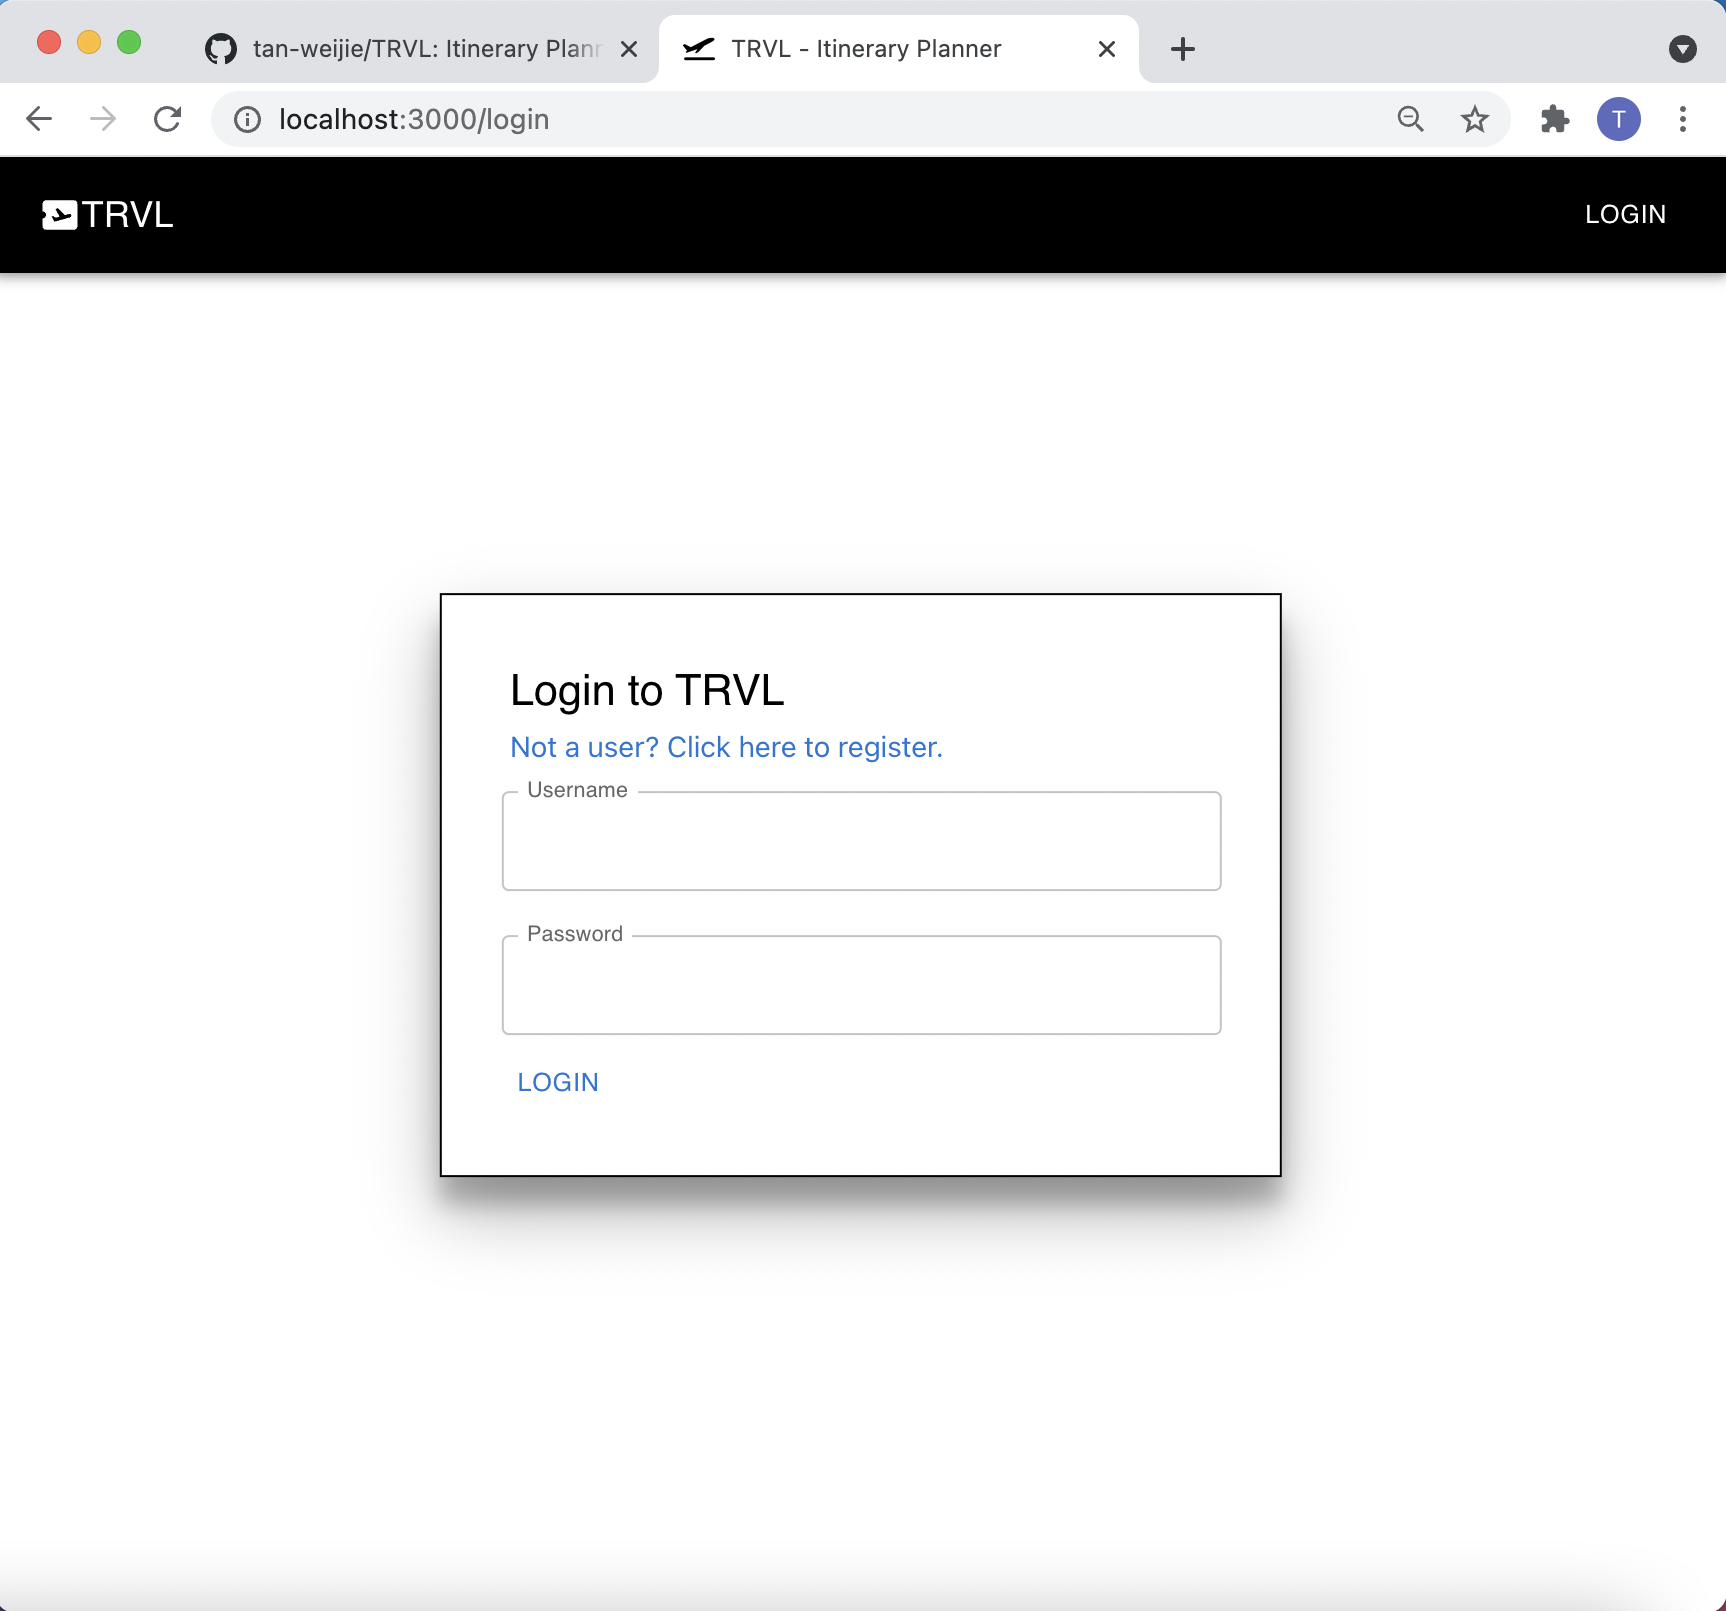 tan-weijie/TRVL: Itinerary Plann
TRVL - Itinerary Planner
localhost:3000/login
T
TRVL
LOGIN
Login to TRVL
Not a user? Click here to register.
Username
Password
LOGIN